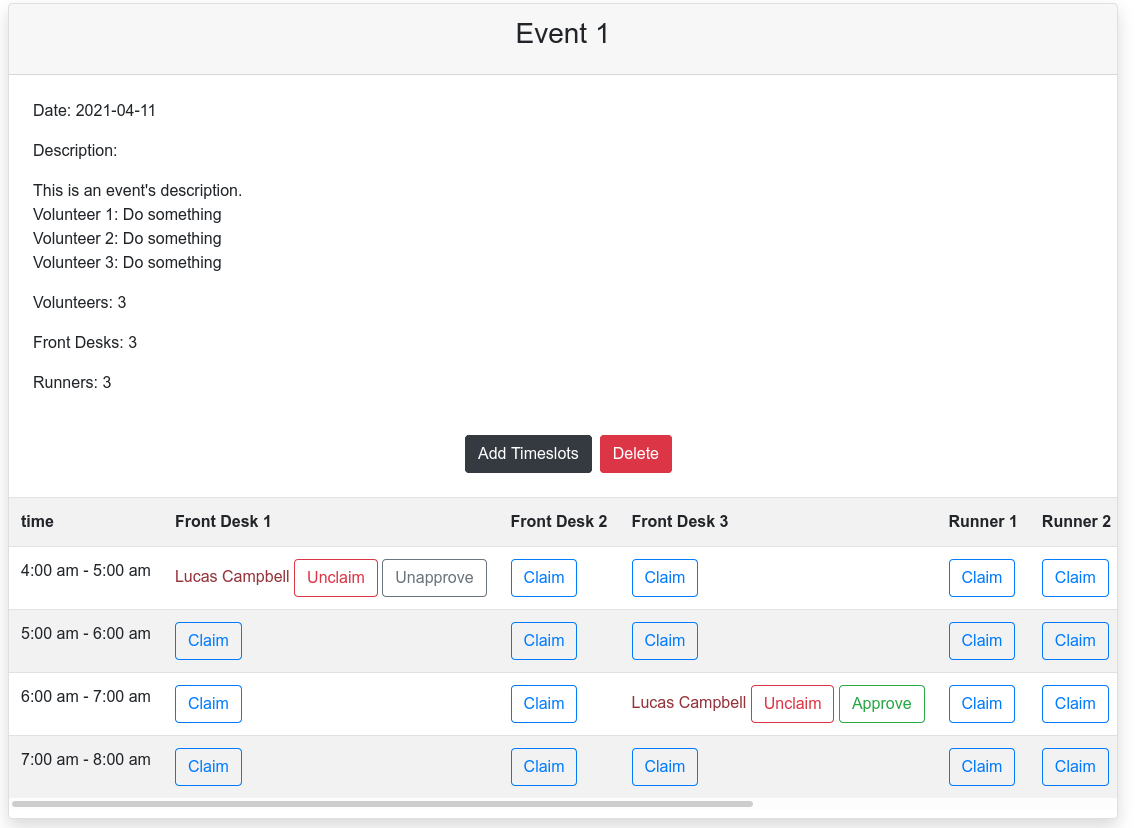 Event 1
Date: 2021-04-11
Description:
This is an event's description.
Volunteer 1: Do something
Volunteer 2: Do something
Volunteer 3: Do something
Volunteers: 3
Front Desks: 3
Runners: 3
Add Timeslots Delete
time Front Desk 1 Front Desk 2 Front Desk 3 Runner 1 Runner 2
4:00 am - 5:00 am Lucas Campbell Unclaim Unapprove Claim Claim Claim Claim
5:00 am - 6:00 am Claim Claim Claim Claim Claim
6:00 am - 7:00 am Claim Claim Lucas Campbell Unclaim Approve Claim Claim
7:00 am - 8:00 am Claim Claim Claim Claim Claim